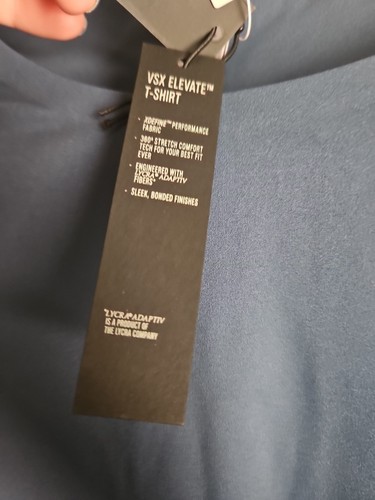 VSX ELEVATE™
T-SHIRT
- XDEFINE™ PERFORMANCE
FABRIC
- 360° STRETCH COMFORT
TECH FOR YOUR BEST FIT
EVER
- ENGINEERED WITH
LYCRA® ADAPTIV
FIBERS*
- SLEEK, BONDED FINISHES
*LYCRA® ADAPTIV
IS A PRODUCT OF
THE LYCRA COMPANY